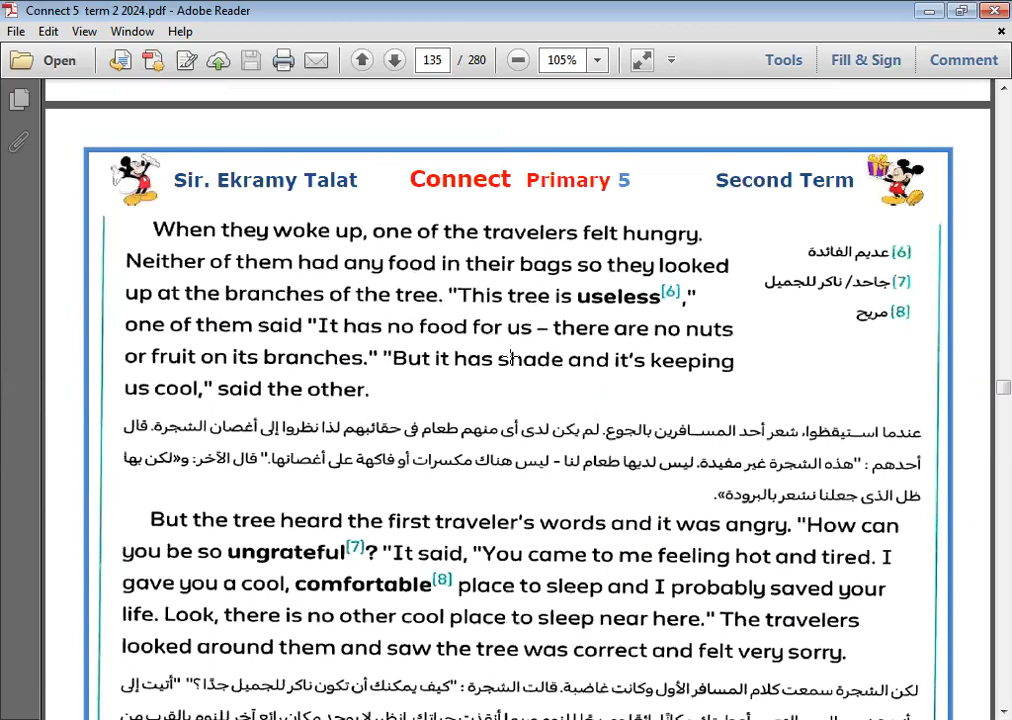 Connect 5 term 2 2024.pdf - Adobe Reader
File Edit View Window Help
Open 135 / 280 105% Tools Fill & Sign Comment
Sir. Ekramy Talat Connect Primary 5 Second Term
When they woke up, one of the travelers felt hungry.
Neither of them had any food in their bags so they looked
up at the branches of the tree. "This tree is useless[6],"
one of them said "It has no food for us – there are no nuts
or fruit on its branches." "But it has shade and it's keeping
us cool," said the other.
[6] عديم الفائدة
[7] جاحد/ ناكر للجميل
[8] مريح
عندما استيقظوا، شعر أحد المسافرين بالجوع. لم يكن لدى أى منهم طعام فى حقائبهم لذا نظروا إلى أغصان الشجرة. قال
أحدهم : "هذه الشجرة غير مفيدة. ليس لديها طعام لنا - ليس هناك مكسرات أو فاكهة على أغصانها." قال الآخر: و«لكن بها
ظل الذى جعلنا نشعر بالبرودة».
But the tree heard the first traveler's words and it was angry. "How can
you be so ungrateful[7]? "It said, "You came to me feeling hot and tired. I
gave you a cool, comfortable[8] place to sleep and I probably saved your
life. Look, there is no other cool place to sleep near here." The travelers
looked around them and saw the tree was correct and felt very sorry.
لكن الشجرة سمعت كلام المسافر الأول وكانت غاضبة. قالت الشجرة : "كيف يمكنك أن تكون ناكر للجميل جدًا؟" "أتيت إلى